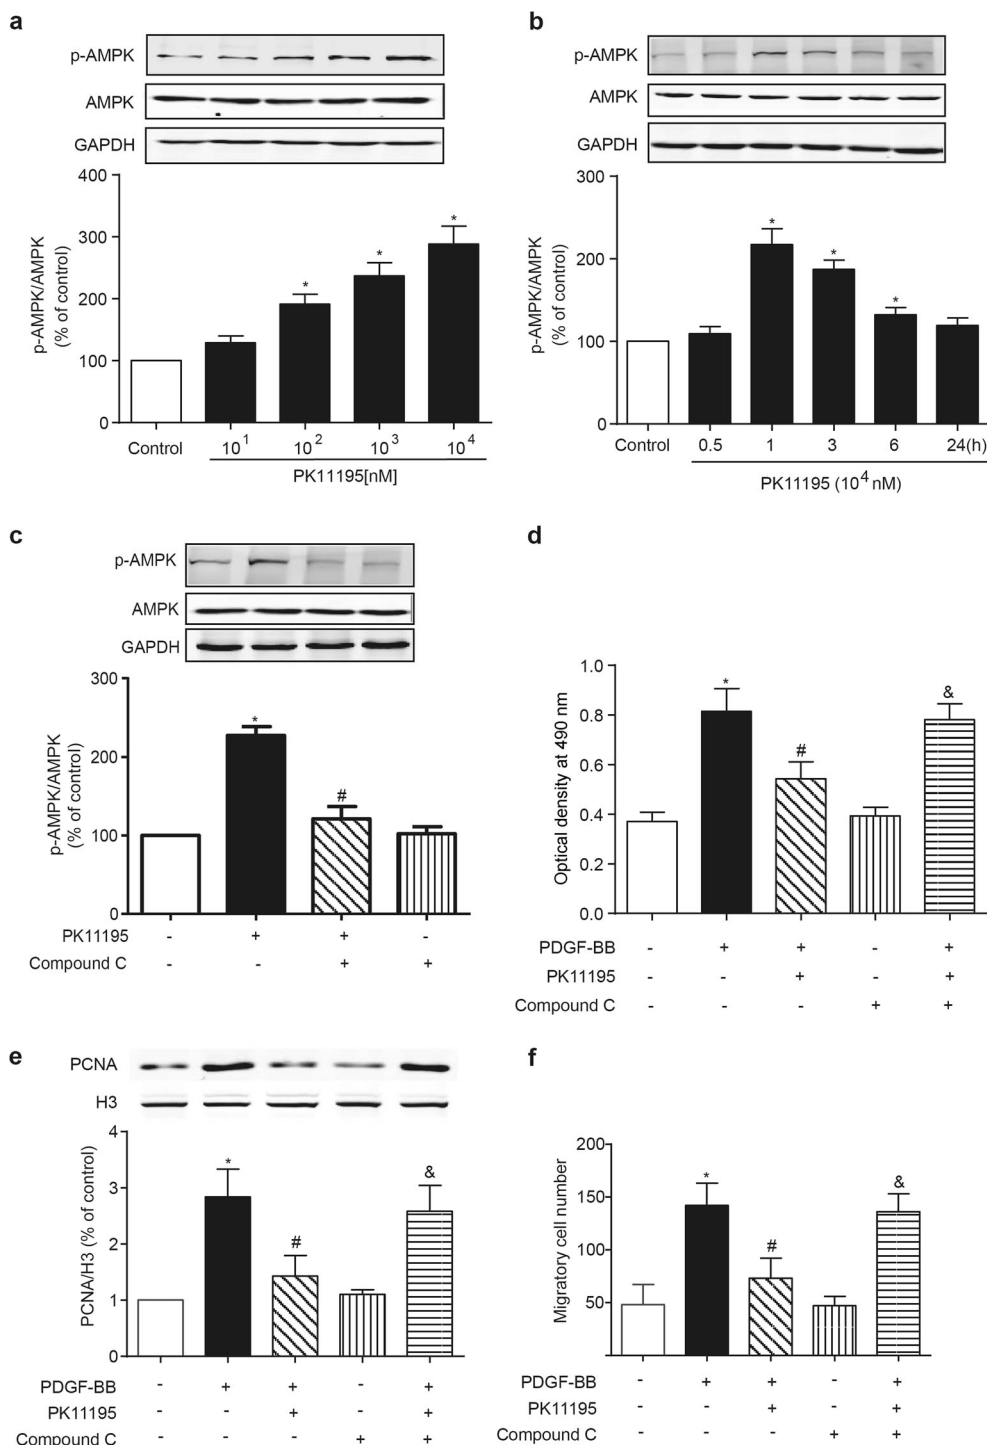 a
p-AMPK
AMPK
GAPDH
400
300
200
100
0
p-AMPK/AMPK
(% of control)
* * *
Control 10^1 10^2 10^3 10^4
PK11195[nM]
b
p-AMPK
AMPK
GAPDH
300
200
100
0
p-AMPK/AMPK
(% of control)
* * *
Control 0.5 1 3 6 24(h)
PK11195 (10^4 nM)
c
p-AMPK
AMPK
GAPDH
300
200
100
0
p-AMPK/AMPK
(% of control)
* #
PK11195 - + + -
Compound C - - + +
d
1.0
0.8
0.6
0.4
0.2
0.0
Optical density at 490 nm
* # &
PDGF-BB - + + - +
PK11195 - - + - +
Compound C - - - + +
e
PCNA
H3
4
3
2
1
0
PCNA/H3 (% of control)
* # &
PDGF-BB - + + - +
PK11195 - - + - +
Compound C - - - + +
f
200
150
100
50
Migratory cell number
* # &
PDGF-BB - + + - +
PK11195 - - + - +
Compound C - - - + +